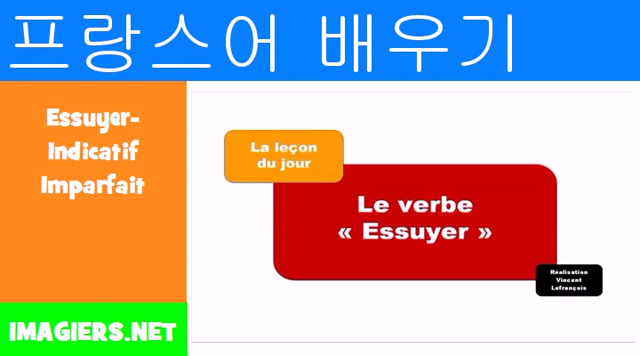 프랑스어 배우기
Essuyer-
Indicatif
Imparfait
La leçon
du jour
Le verbe
« Essuyer »
Réalisation
Vincent
Lefrançois
IMAGIERS.NET